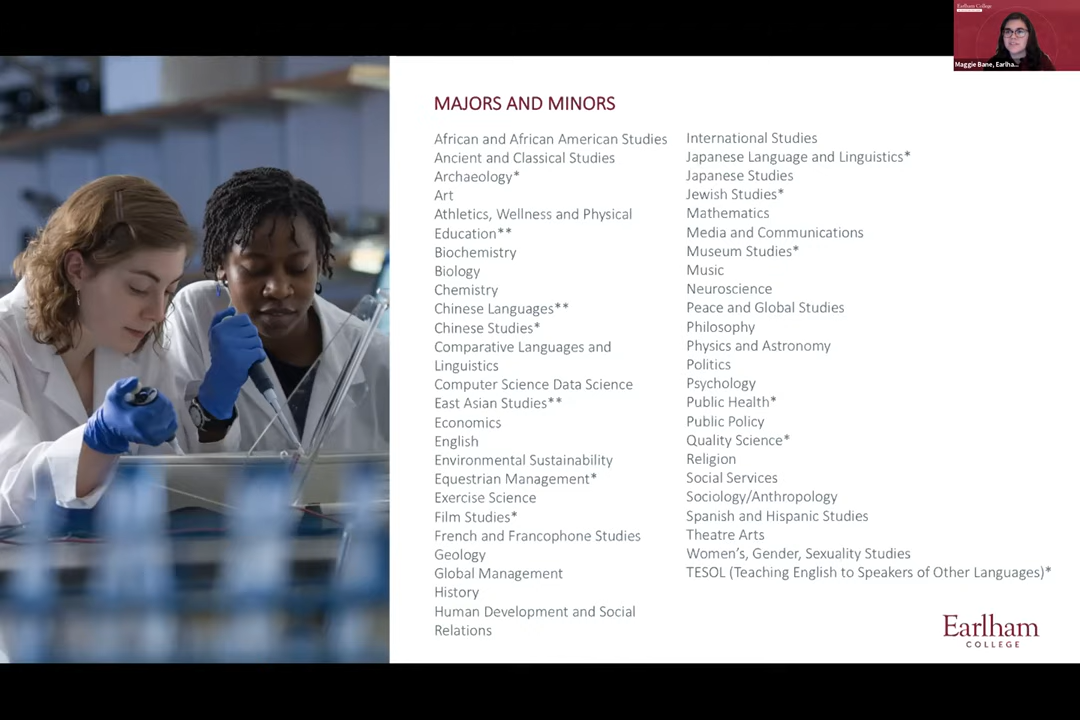 Earlham College
Maggie Bane, Earlha...
MAJORS AND MINORS
African and African American Studies
Ancient and Classical Studies
Archaeology*
Art
Athletics, Wellness and Physical
Education**
Biochemistry
Biology
Chemistry
Chinese Languages**
Chinese Studies*
Comparative Languages and
Linguistics
Computer Science Data Science
East Asian Studies**
Economics
English
Environmental Sustainability
Equestrian Management*
Exercise Science
Film Studies*
French and Francophone Studies
Geology
Global Management
History
Human Development and Social
Relations
International Studies
Japanese Language and Linguistics*
Japanese Studies
Jewish Studies*
Mathematics
Media and Communications
Museum Studies*
Music
Neuroscience
Peace and Global Studies
Philosophy
Physics and Astronomy
Politics
Psychology
Public Health*
Public Policy
Quality Science*
Religion
Social Services
Sociology/Anthropology
Spanish and Hispanic Studies
Theatre Arts
Women’s, Gender, Sexuality Studies
TESOL (Teaching English to Speakers of Other Languages)*
Earlham
COLLEGE